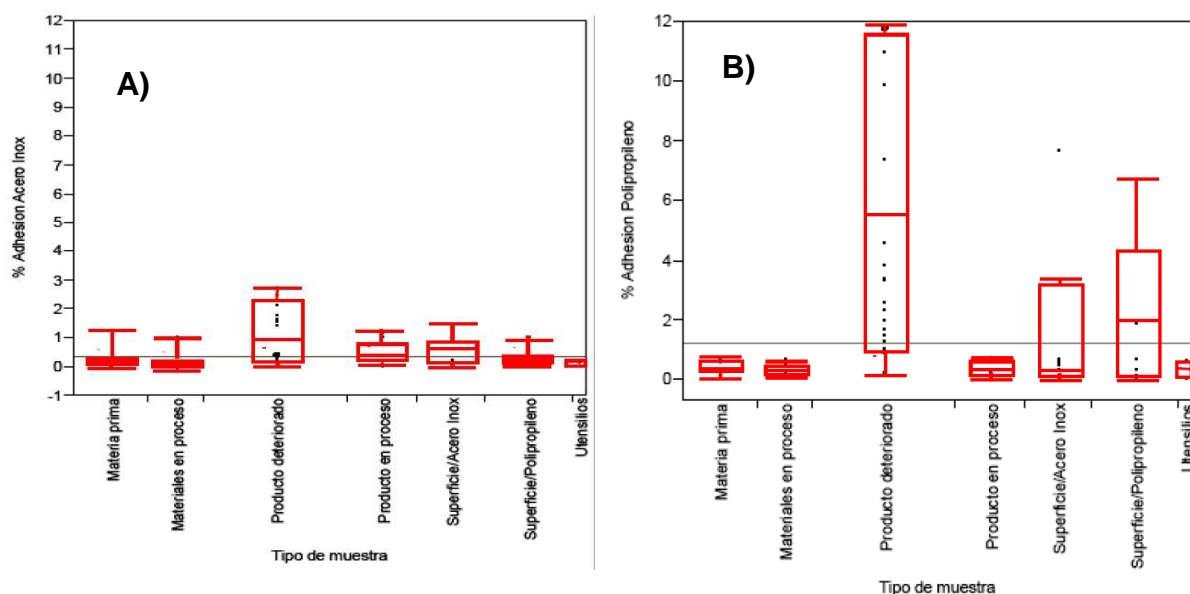 A)
% Adhesion Acero Inox
12
11
10
9
8
7
6
5
4
3
2
1
0
-1
Materia prima
Materiales en proceso
Producto deteriorado
Producto en proceso
Superficie/Acero Inox
Superficie/Polipropileno
Utensilios
Tipo de muestra
B)
% Adhesion Polipropileno
12
10
8
6
4
2
0
Materia prima
Materiales en proceso
Producto deteriorado
Producto en proceso
Superficie/Acero Inox
Superficie/Polipropileno
Utensilios
Tipo de muestra